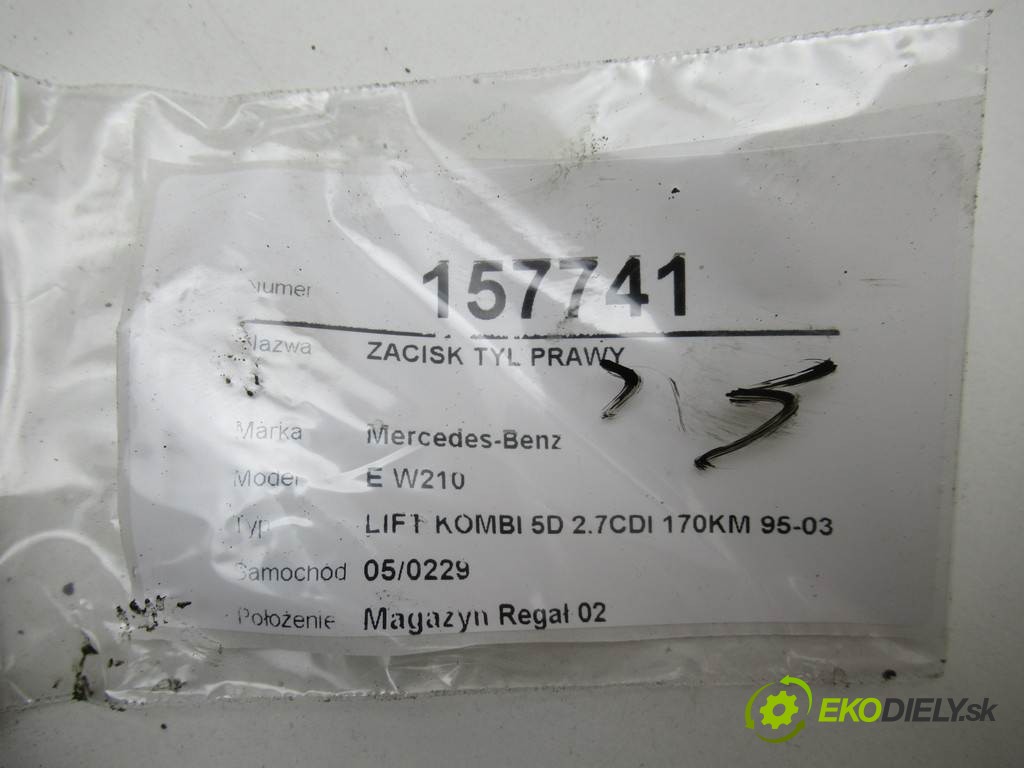 Numer 157741
Nazwa ZACISK TYL PRAWY
Marka Mercedes-Benz
Model E W210
Typ LIFT KOMBI 5D 2.7CDI 170KM 95-03
Samochód 05/0229
Położenie Magazyn Regał 02
EKODIELY.sk